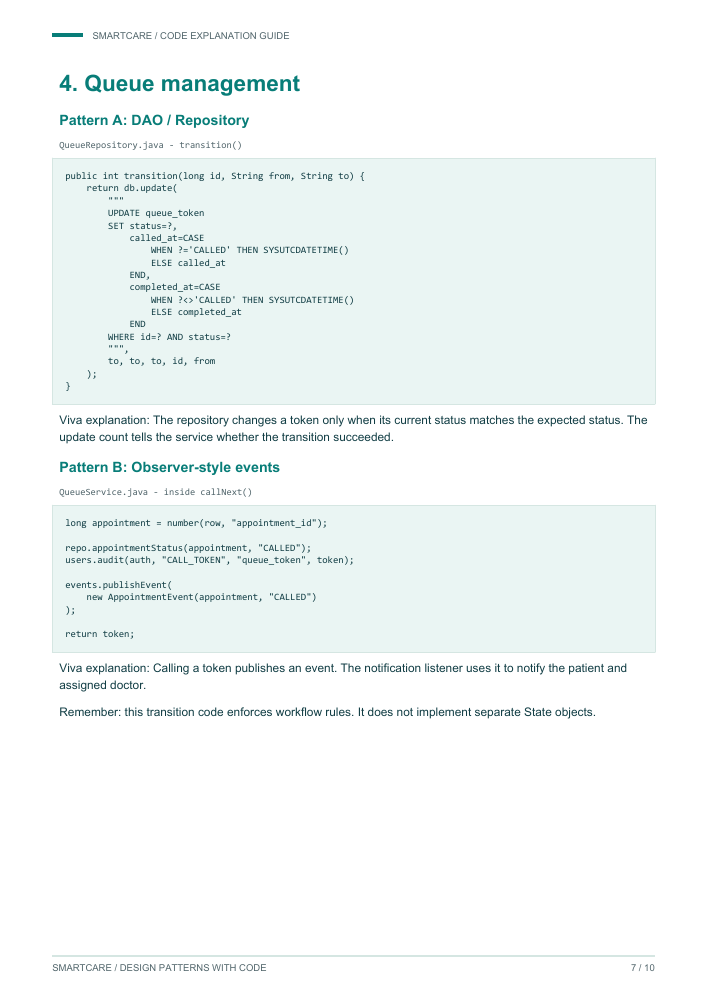 SMARTCARE / CODE EXPLANATION GUIDE
4. Queue management
Pattern A: DAO / Repository
QueueRepository.java - transition()
public int transition(long id, String from, String to) {
    return db.update(
        """
        UPDATE queue_token
        SET status=?,
            called_at=CASE
                WHEN ?='CALLED' THEN SYSUTCDATETIME()
                ELSE called_at
            END,
            completed_at=CASE
                WHEN ?<>'CALLED' THEN SYSUTCDATETIME()
                ELSE completed_at
            END
        WHERE id=? AND status=?
        """,
        to, to, to, id, from
    );
}
Viva explanation: The repository changes a token only when its current status matches the expected status. The
update count tells the service whether the transition succeeded.
Pattern B: Observer-style events
QueueService.java - inside callNext()
long appointment = number(row, "appointment_id");
repo.appointmentStatus(appointment, "CALLED");
users.audit(auth, "CALL_TOKEN", "queue_token", token);
events.publishEvent(
    new AppointmentEvent(appointment, "CALLED")
);
return token;
Viva explanation: Calling a token publishes an event. The notification listener uses it to notify the patient and
assigned doctor.
Remember: this transition code enforces workflow rules. It does not implement separate State objects.
SMARTCARE / DESIGN PATTERNS WITH CODE
7 / 10